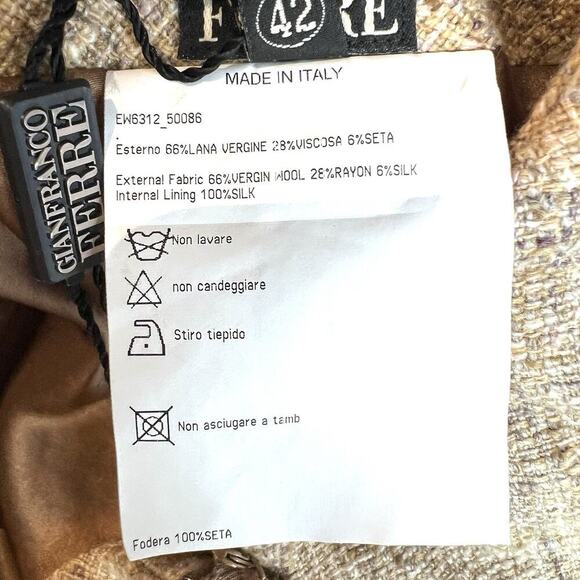 42
MADE IN ITALY
EW6312_50086
Esterno 66%LANA VERGINE 28%VISCOSA 6%SETA
External Fabric 66%VERGIN WOOL 28%RAYON 6%SILK
Internal Lining 100%SILK
Non lavare
non candeggiare
Stiro tiepido
Non asciugare a tamb
Fodera 100%SETA
GIANFRANCO
FERRE